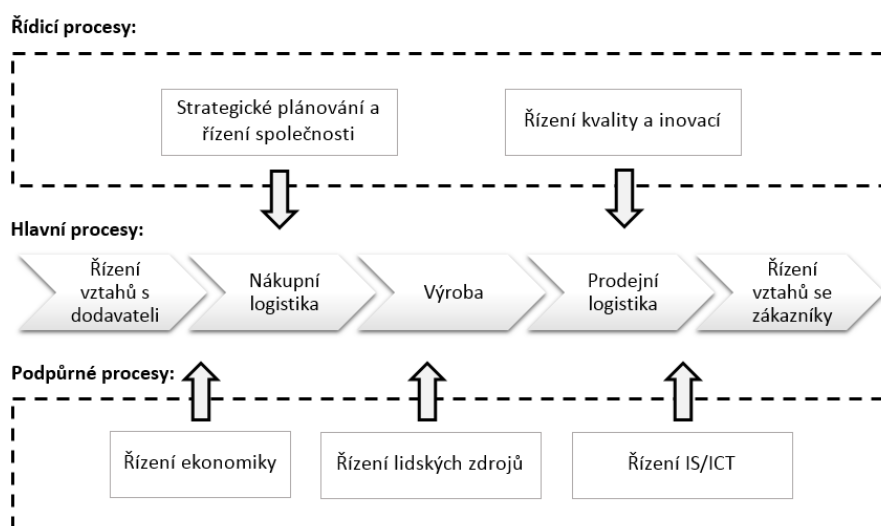 Řídicí procesy:
Strategické plánování a
řízení společnosti
Řízení kvality a inovací
Hlavní procesy:
Řízení
vztahů s
dodavateli
Nákupní
logistika
Výroba
Prodejní
logistika
Řízení
vztahů se
zákazníky
Podpůrné procesy:
Řízení ekonomiky
Řízení lidských zdrojů
Řízení IS/ICT